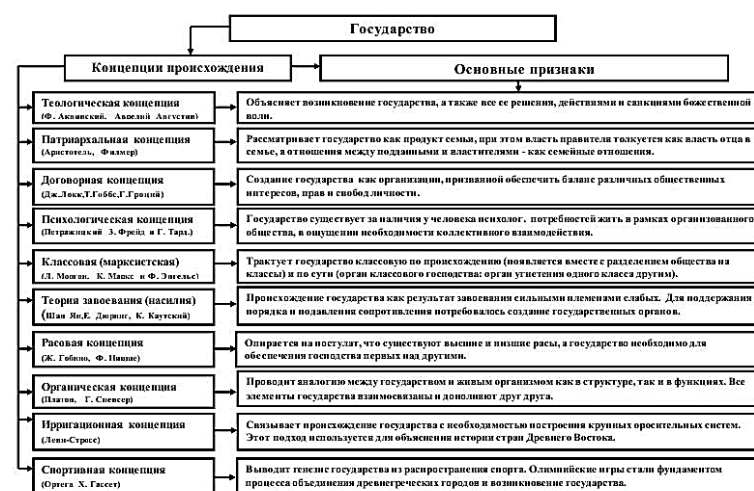 Государство
Концепции происхождения
Основные признаки
Теологическая концепция
(Ф. Аквинский. Аврелий Августин)
Объясняет возникновение государства, а также все ее решения, действиями и санкциями божественной
воли.
Патриархальная концепция
(Аристотель, Филмер)
Рассматривает государство как продукт семьи, при этом власть правителя толкуется как власть отца в
семье, а отношения между подданными и властителями - как семейные отношения.
Договорная концепция
(Дж.Локк,Т.Гоббс,Г.Гроций)
Создание государства как организации, призванной обеспечить баланс различных общественных
интересов, прав и свобод личности.
Психологическая концепция
(Петражицкий З. Фрейд и Г. Тард.)
Государство существует за наличия у человека психолог. потребностей жить в рамках организованного
общества, в ощущении необходимости коллективного взаимодействия.
Классовая (марксистская)
(Л. Морган, К. Маркс и Ф. Энгельс)
Трактует государство классовую по происхождению (появляется вместе с разделением общества на
классы) и по сути (орган классового господства: орган угнетения одного класса другим).
Теория завоевания (насилия)
(Шан Ян,Е. Дюринг, К. Каутский)
Происхождение государства как результат завоевания сильными племенами слабых. Для поддержания
порядка и подавления сопротивления потребовалось создание государственных органов.
Расовая концепция
(Ж. Гобино, Ф. Ницше)
Опирается на постулат, что существуют высшие и низшие расы, а государство необходимо для
обеспечения господства первых над другими.
Органическая концепция
(Платон, Г. Спенсер)
Проводит аналогию между государством и живым организмом как в структуре, так и в функциях. Все
элементы государства взаимосвязаны и дополняют друг друга.
Ирригационная концепция
(Леви-Стросс)
Связывает происхождение государства с необходимостью построения крупных оросительных систем.
Этот подход используется для объяснения истории стран Древнего Востока.
Спортивная концепция
(Ортега Х. Гассет)
Выводит генезис государства из распространения спорта. Олимпийские игры стали фундаментом
процесса объединения древнегреческих городов и возникновение государства.